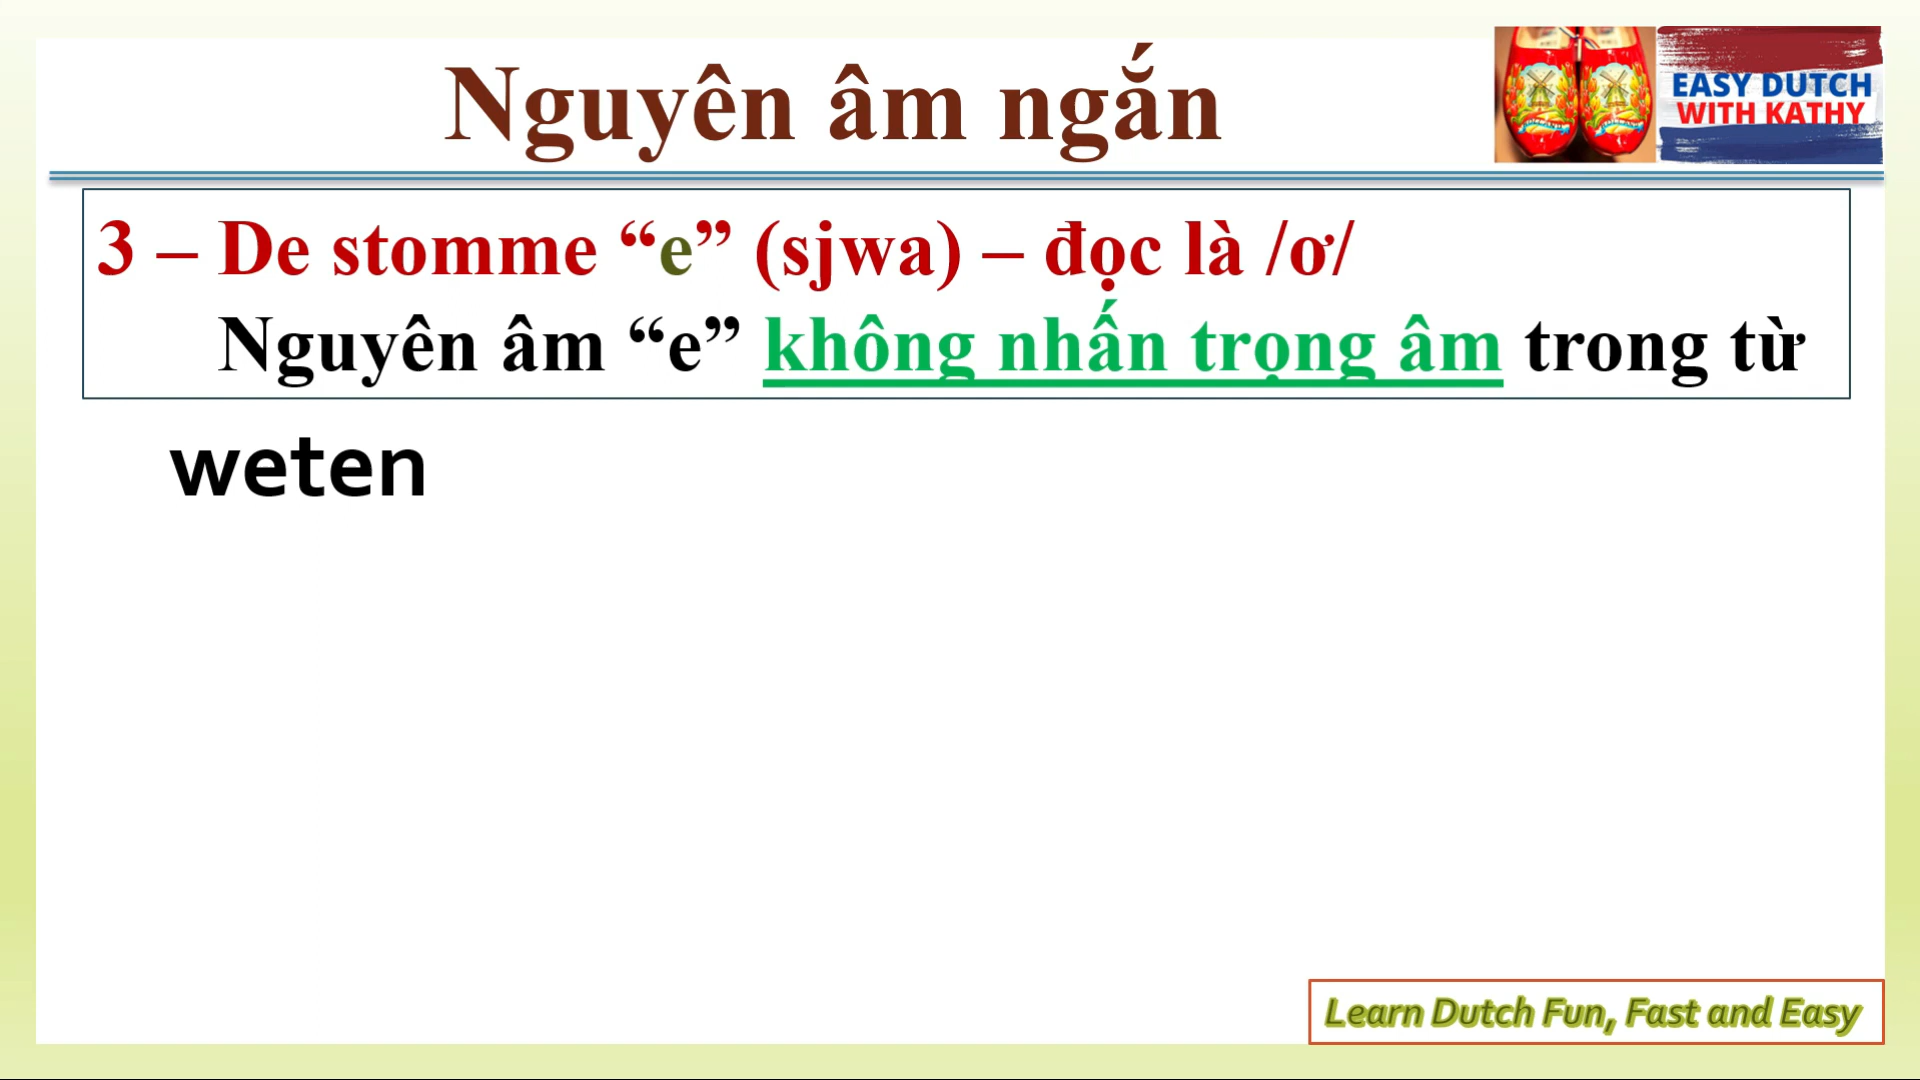 Nguyên âm ngắn
EASY DUTCH
WITH KATHY
3 – De stomme “e” (sjwa) – đọc là /ơ/
Nguyên âm “e” không nhấn trọng âm trong từ
weten
Learn Dutch Fun, Fast and Easy